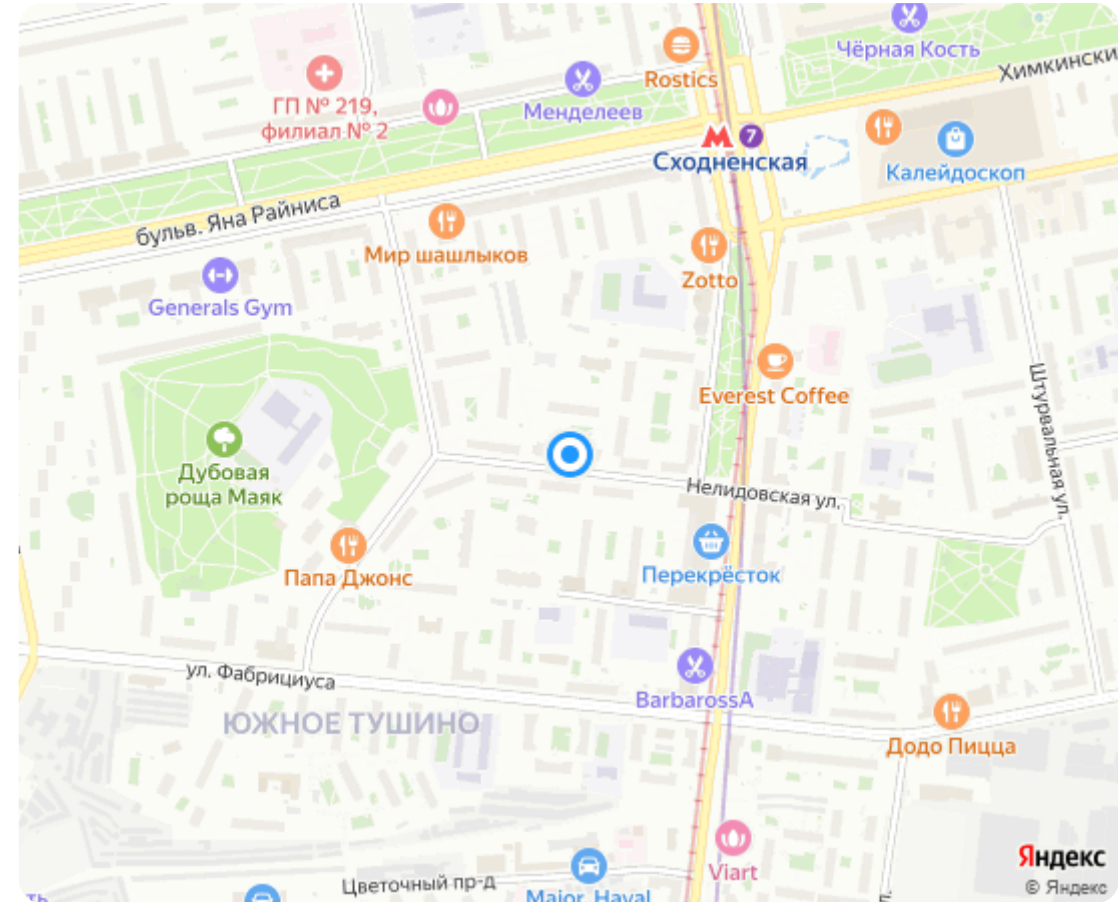 Чёрная Кость
Rostics
Химкински
ГП № 219,
филиал № 2
Менделеев
7
Сходненская
Калейдоскоп
бульв. Яна Райниса
Мир шашлыков
Zotto
Generals Gym
Everest Coffee
Штурвальная ул.
Дубовая
роща Маяк
Нелидовская ул.
Папа Джонс
Перекрёсток
ул. Фабрициуса
BarbarossA
ЮЖНОЕ ТУШИНО
Додо Пицца
Viart
Яндекс
© Яндекс
Цветочный пр-д
Major, Haval